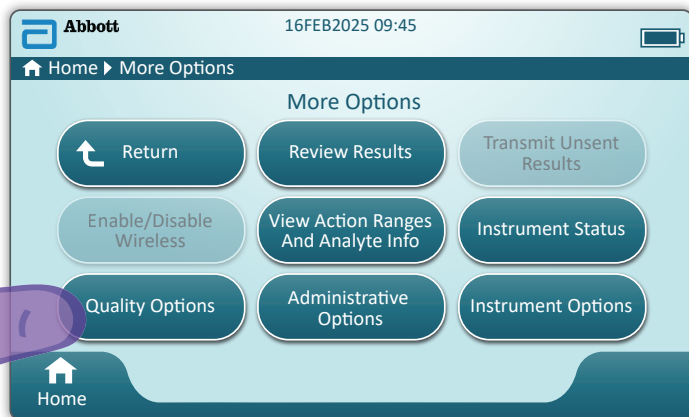 Abbott
16FEB2025 09:45
Home More Options
More Options
Return
Review Results
Transmit Unsent
Results
Enable/Disable
Wireless
View Action Ranges
And Analyte Info
Instrument Status
Quality Options
Administrative
Options
Instrument Options
Home